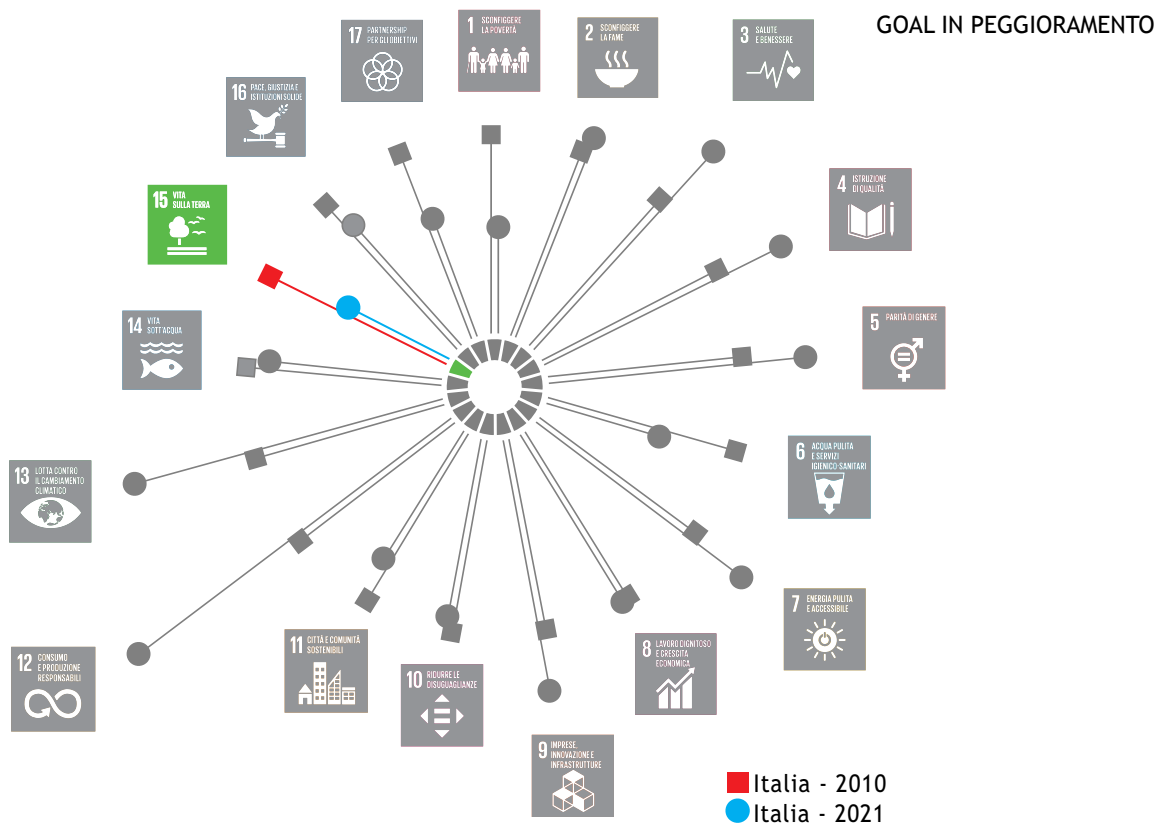 GOAL IN PEGGIORAMENTO
1 SCONFIGGERE
LA POVERTÀ
2 SCONFIGGERE
LA FAME
3 SALUTE
E BENESSERE
4 ISTRUZIONE
DI QUALITÀ
5 PARITÀ DI GENERE
6 ACQUA PULITA
E SERVIZI
IGIENICO-SANITARI
7 ENERGIA PULITA
E ACCESSIBILE
8 LAVORO DIGNITOSO
E CRESCITA
ECONOMICA
9 IMPRESE,
INNOVAZIONE E
INFRASTRUTTURE
10 RIDURRE LE
DISUGUAGLIANZE
11 CITTÀ E COMUNITÀ
SOSTENIBILI
12 CONSUMO
E PRODUZIONE
RESPONSABILI
13 LOTTA CONTRO
IL CAMBIAMENTO
CLIMATICO
14 VITA
SOTT'ACQUA
15 VITA
SULLA TERRA
16 PACE, GIUSTIZIA E
ISTITUZIONI SOLIDE
17 PARTNERSHIP
PER GLI OBIETTIVI
Italia - 2010
Italia - 2021